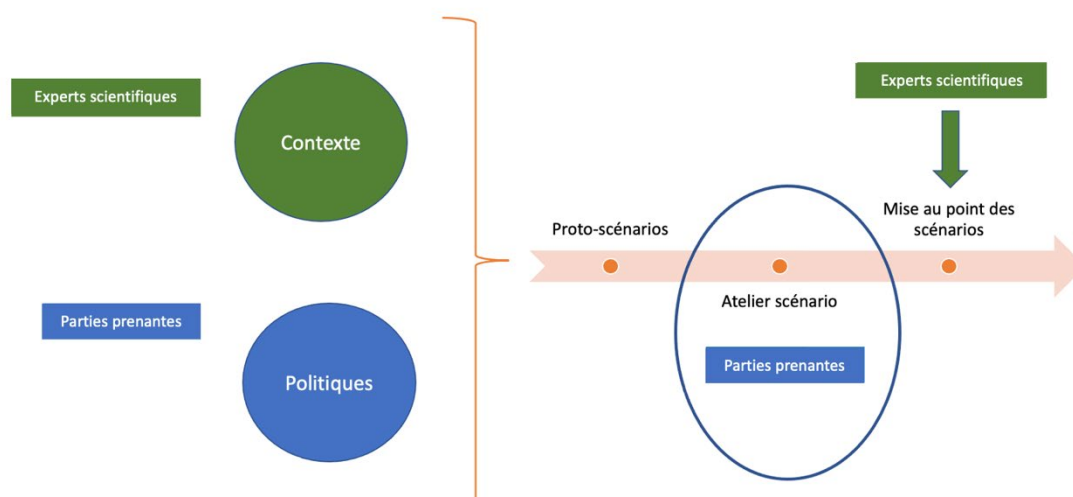 Experts scientifiques
Contexte
Parties prenantes
Politiques
Proto-scénarios
Atelier scénario
Parties prenantes
Experts scientifiques
Mise au point des
scénarios